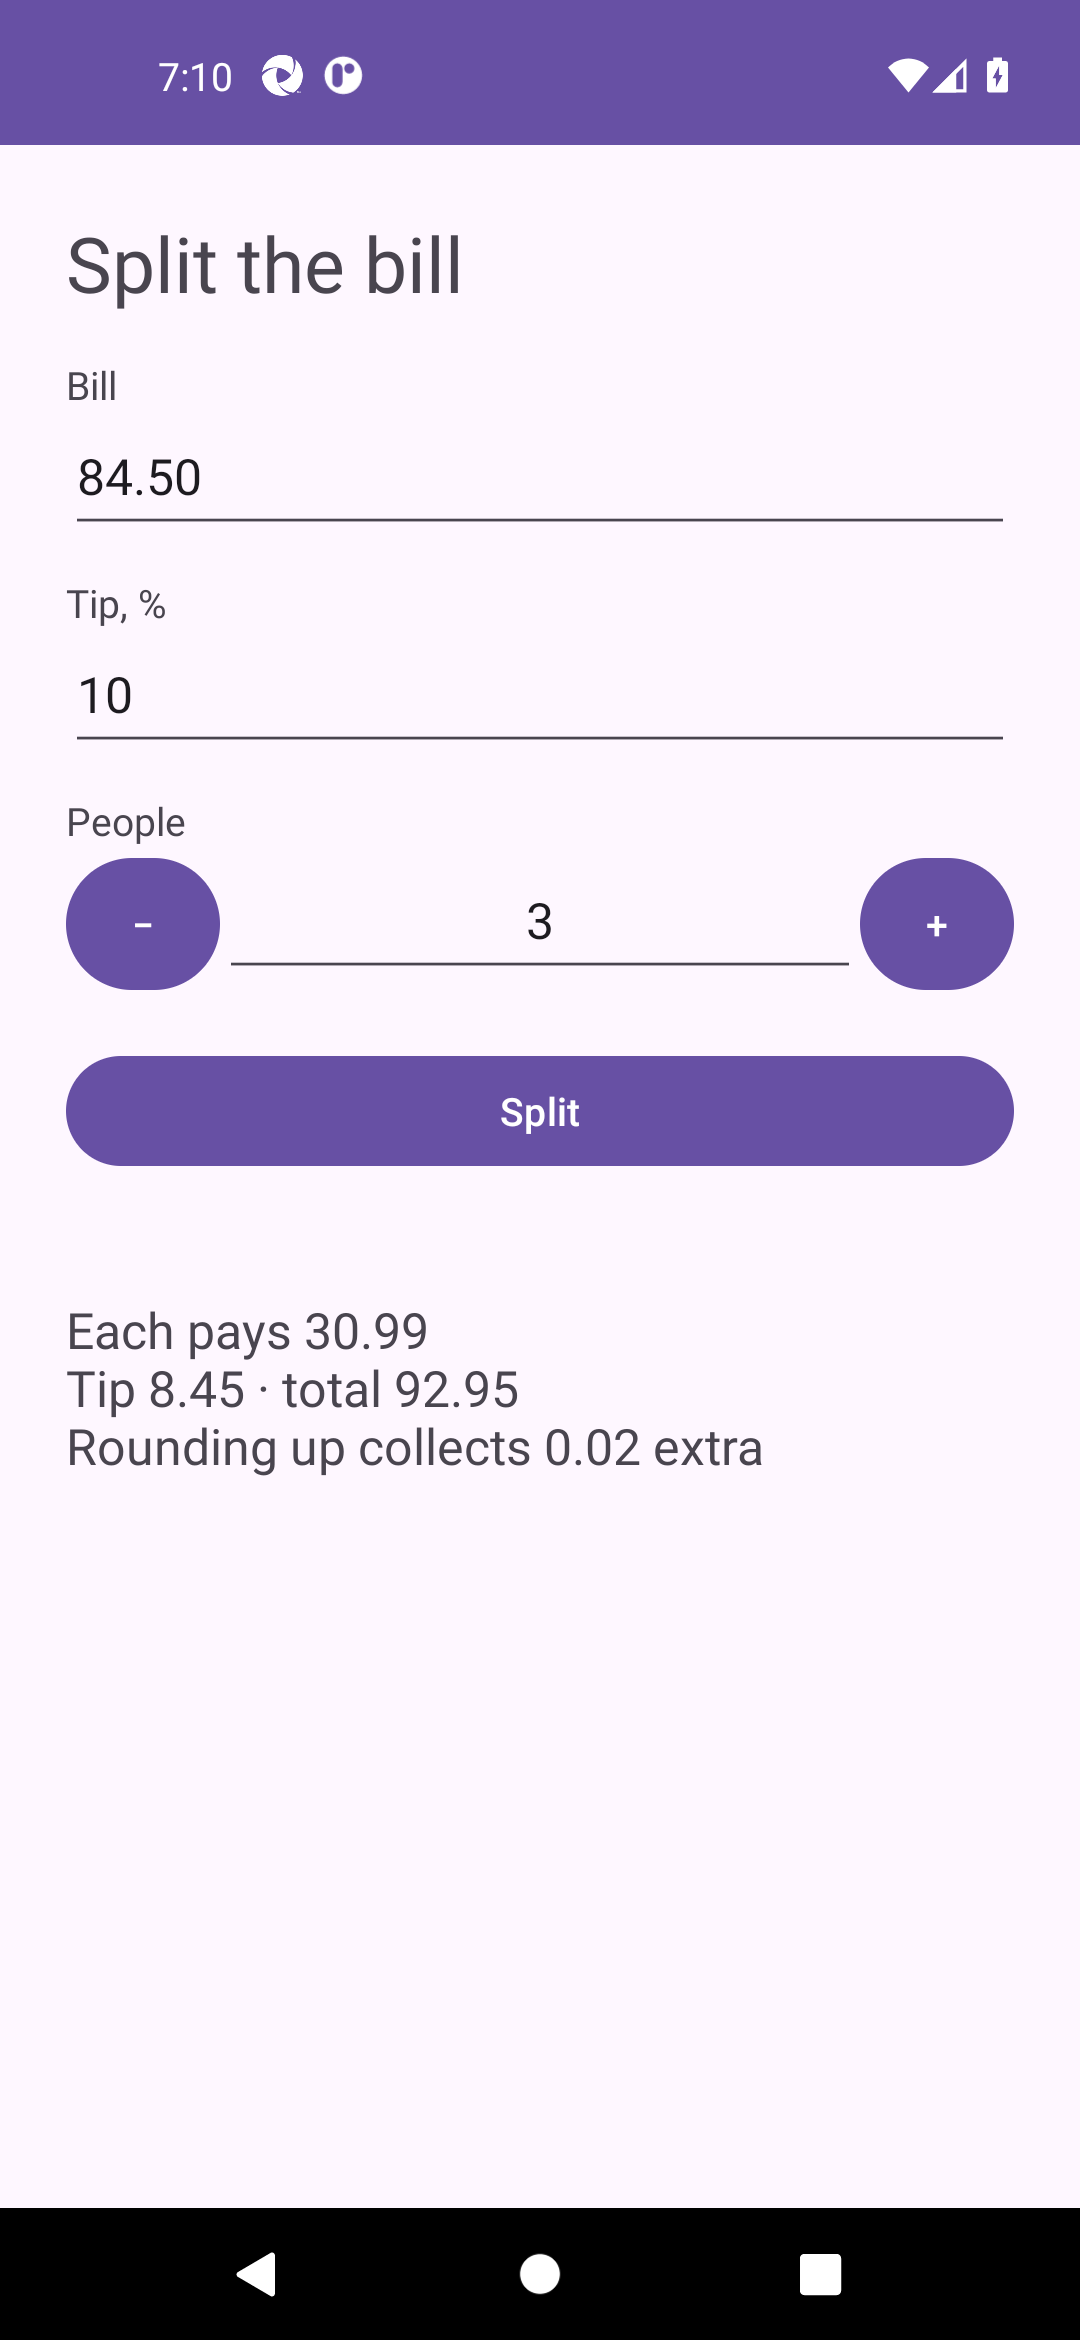 7:10
Split the bill
Bill
84.50
Tip, %
10
People
– 3 +
Split
Each pays 30.99
Tip 8.45 · total 92.95
Rounding up collects 0.02 extra